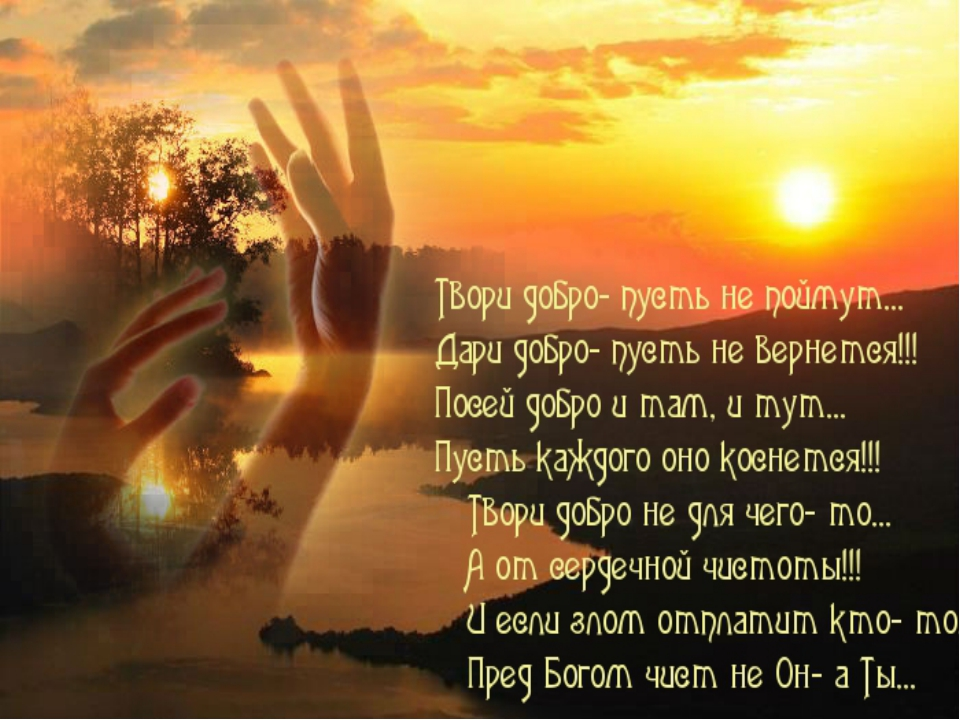 Твори добро- пусть не поймут...
Дари добро- пусть не вернется!!!
Посей добро и там, и тут...
Пусть каждого оно коснется!!!
Твори добро не для чего- то...
А от сердечной чистоты!!!
И если злом отплатит кто- то
Пред Богом чист не Он- а Ты...